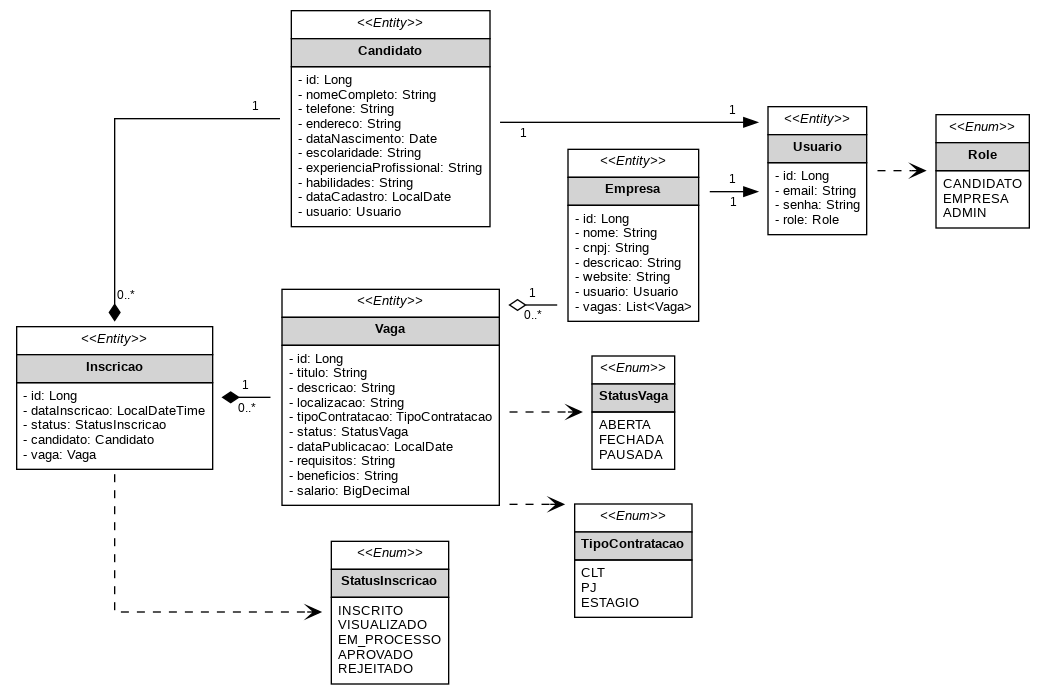 <<Entity>>
Candidato
- id: Long
- nomeCompleto: String
- telefone: String
- endereco: String
- dataNascimento: Date
- escolaridade: String
- experienciaProfissional: String
- habilidades: String
- dataCadastro: LocalDate
- usuario: Usuario
1
0..*
1
1
<<Entity>>
Usuario
- id: Long
- email: String
- senha: String
- role: Role
<<Enum>>
Role
CANDIDATO
EMPRESA
ADMIN
<<Entity>>
Empresa
- id: Long
- nome: String
- cnpj: String
- descricao: String
- website: String
- usuario: Usuario
- vagas: List<Vaga>
1
1
1
0..*
<<Entity>>
Vaga
- id: Long
- titulo: String
- descricao: String
- localizacao: String
- tipoContratacao: TipoContratacao
- status: StatusVaga
- dataPublicacao: LocalDate
- requisitos: String
- beneficios: String
- salario: BigDecimal
<<Entity>>
Inscricao
- id: Long
- dataInscricao: LocalDateTime
- status: StatusInscricao
- candidato: Candidato
- vaga: Vaga
1
0..*
<<Enum>>
StatusVaga
ABERTA
FECHADA
PAUSADA
<<Enum>>
TipoContratacao
CLT
PJ
ESTAGIO
<<Enum>>
StatusInscricao
INSCRITO
VISUALIZADO
EM_PROCESSO
APROVADO
REJEITADO